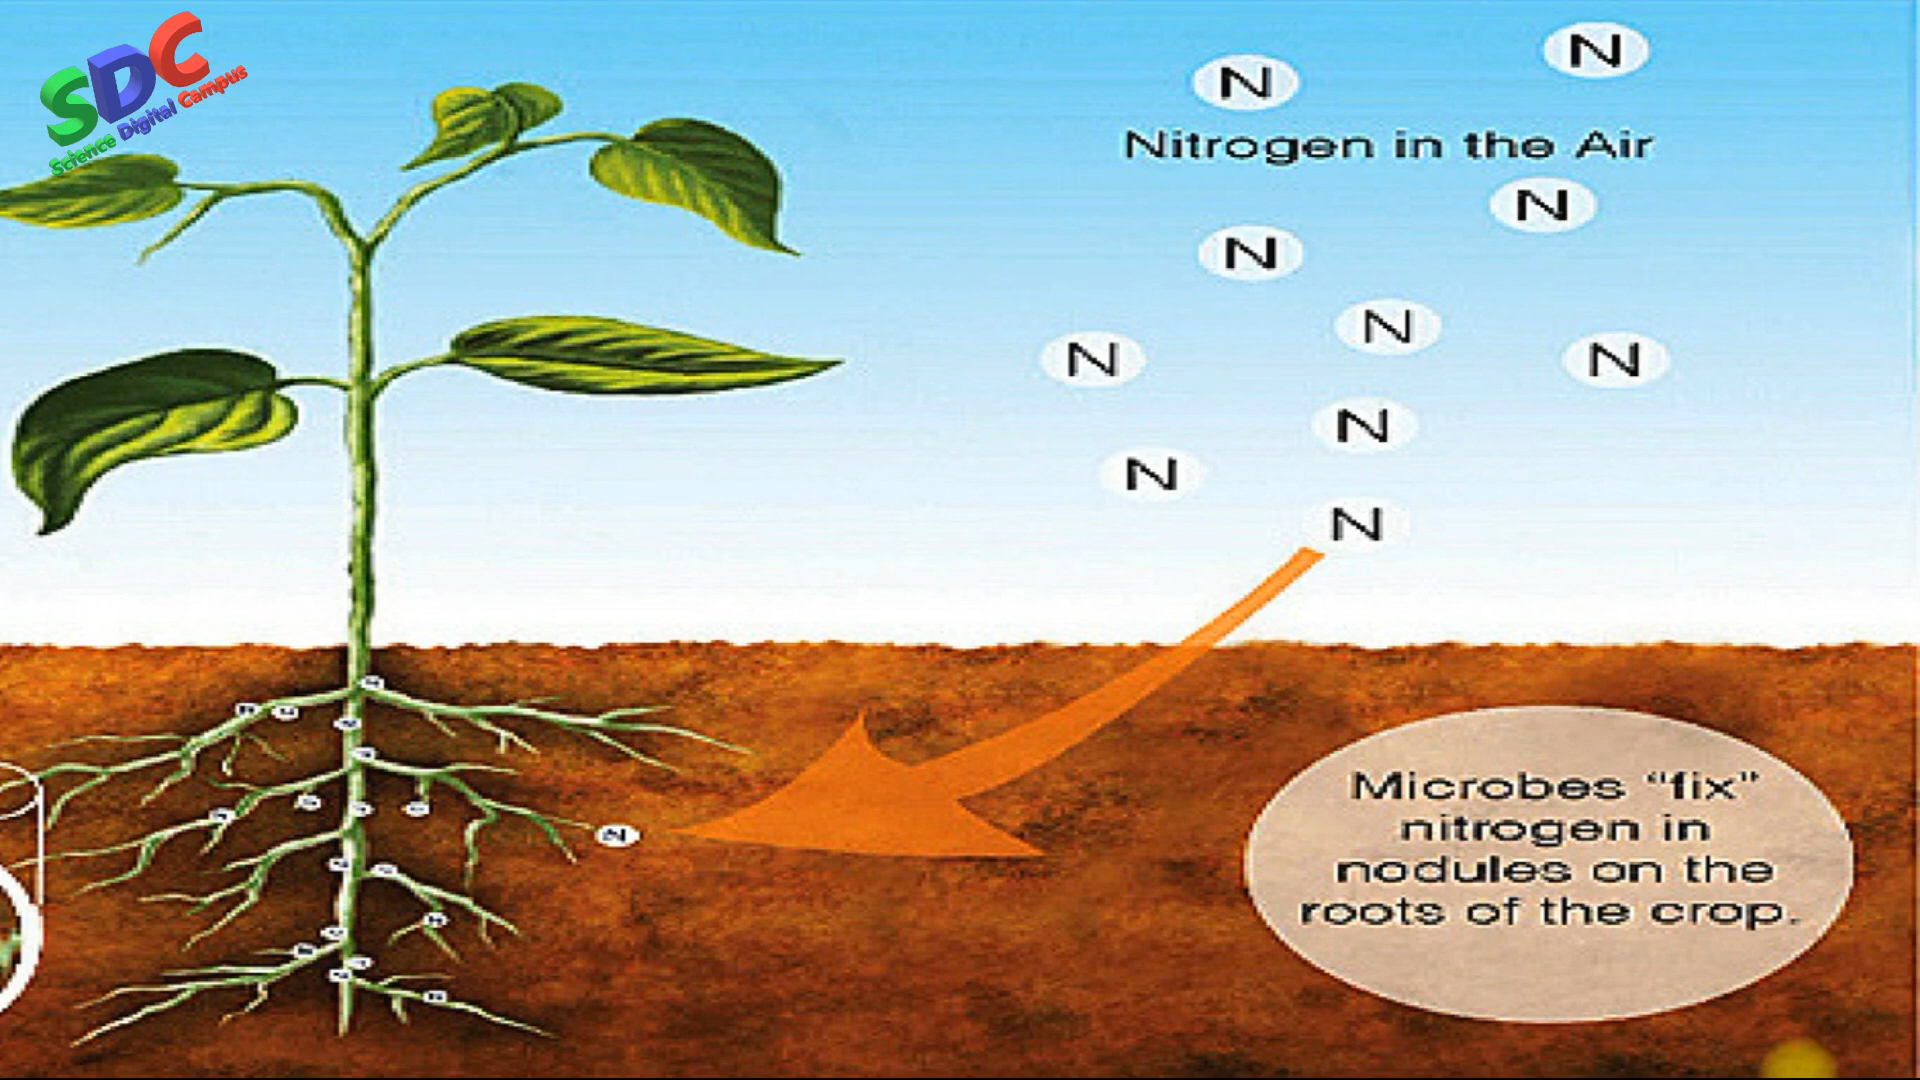 SDC
Science Digital Campus
N
N
Nitrogen in the Air
N
N
N
N
N
N
N
N
N
Microbes “fix”
nitrogen in
nodules on the
roots of the crop.